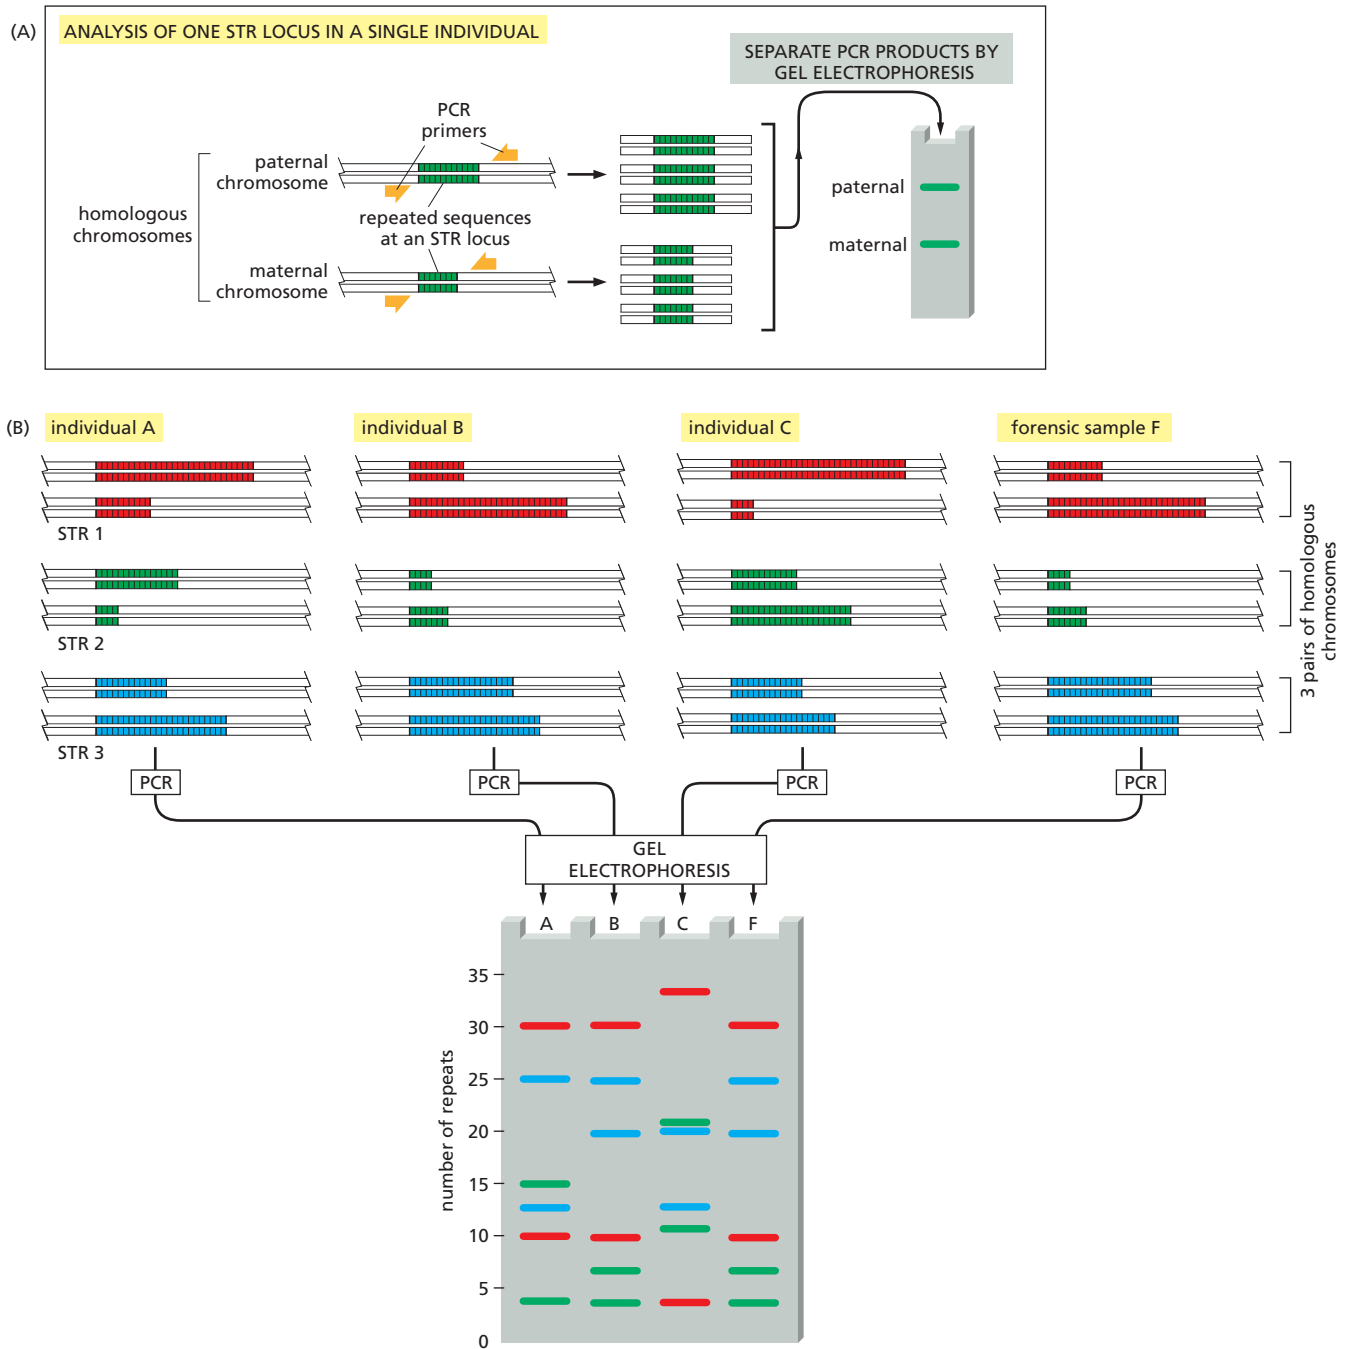 (A)
ANALYSIS OF ONE STR LOCUS IN A SINGLE INDIVIDUAL
SEPARATE PCR PRODUCTS BY
GEL ELECTROPHORESIS
PCR
primers
paternal
chromosome
homologous
chromosomes
repeated sequences
at an STR locus
maternal
chromosome
paternal
maternal
(B)
individual A
individual B
individual C
forensic sample F
STR 1
STR 2
STR 3
3 pairs of homologous
chromosomes
PCR
PCR
PCR
PCR
GEL
ELECTROPHORESIS
A
B
C
F
number of repeats
35
30
25
20
15
10
5
0